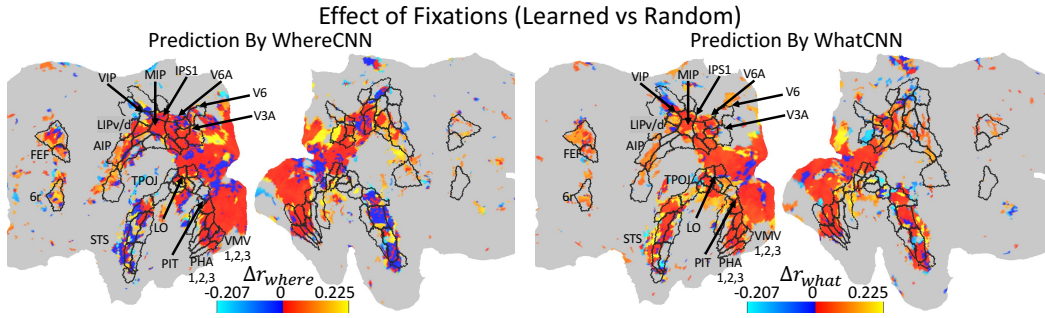 Effect of Fixations (Learned vs Random)
Prediction By WhereCNN
VIP MIP IPS1 V6A
V6
V3A
LIPv/d
AIP
FEF
TPOJ
6r
STS
LO
PIT
PHA
1,2,3
VMV
1,2,3
Δr_where
-0.207 0 0.225
Prediction By WhatCNN
VIP MIP IPS1 V6A
V6
V3A
LIPv/d
AIP
FEF
TPOJ
6r
STS
LO
PIT
PHA
1,2,3
VMV
1,2,3
Δr_what
-0.207 0 0.225